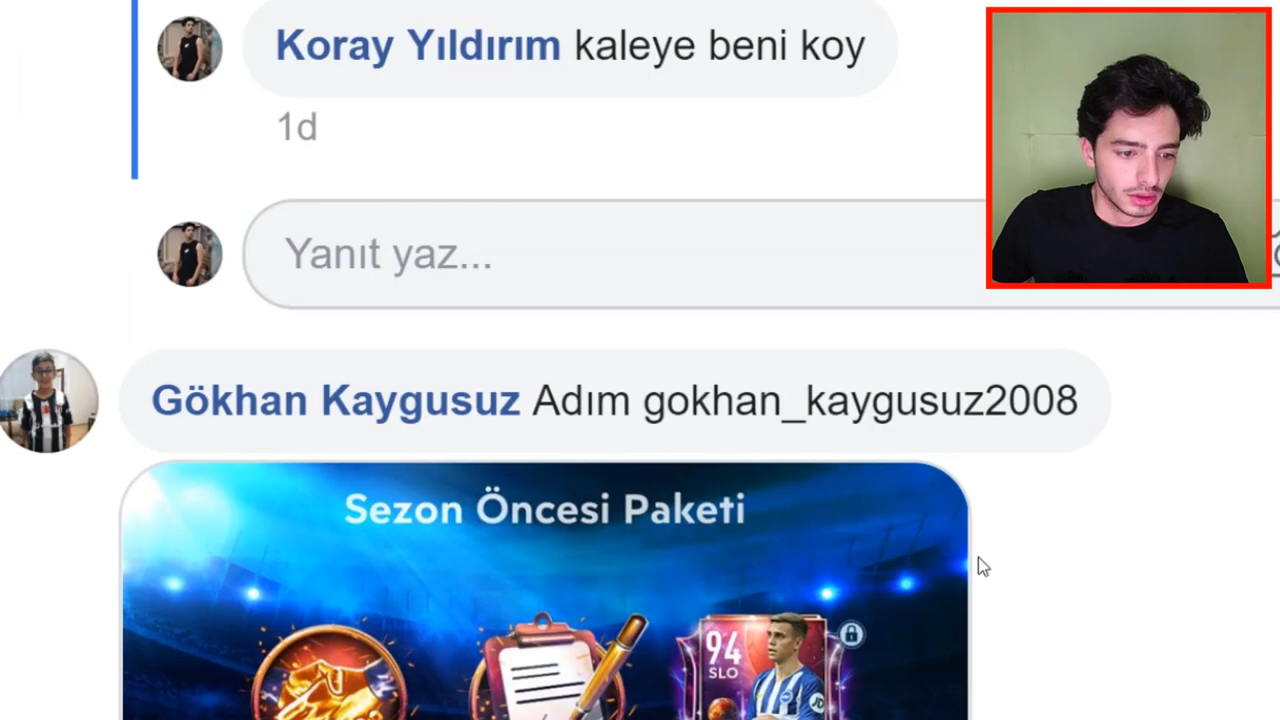 Koray Yıldırım kaleye beni koy
1d
Yanıt yaz...
Gökhan Kaygusuz Adım gokhan_kaygusuz2008
Sezon Öncesi Paketi
94
SLO